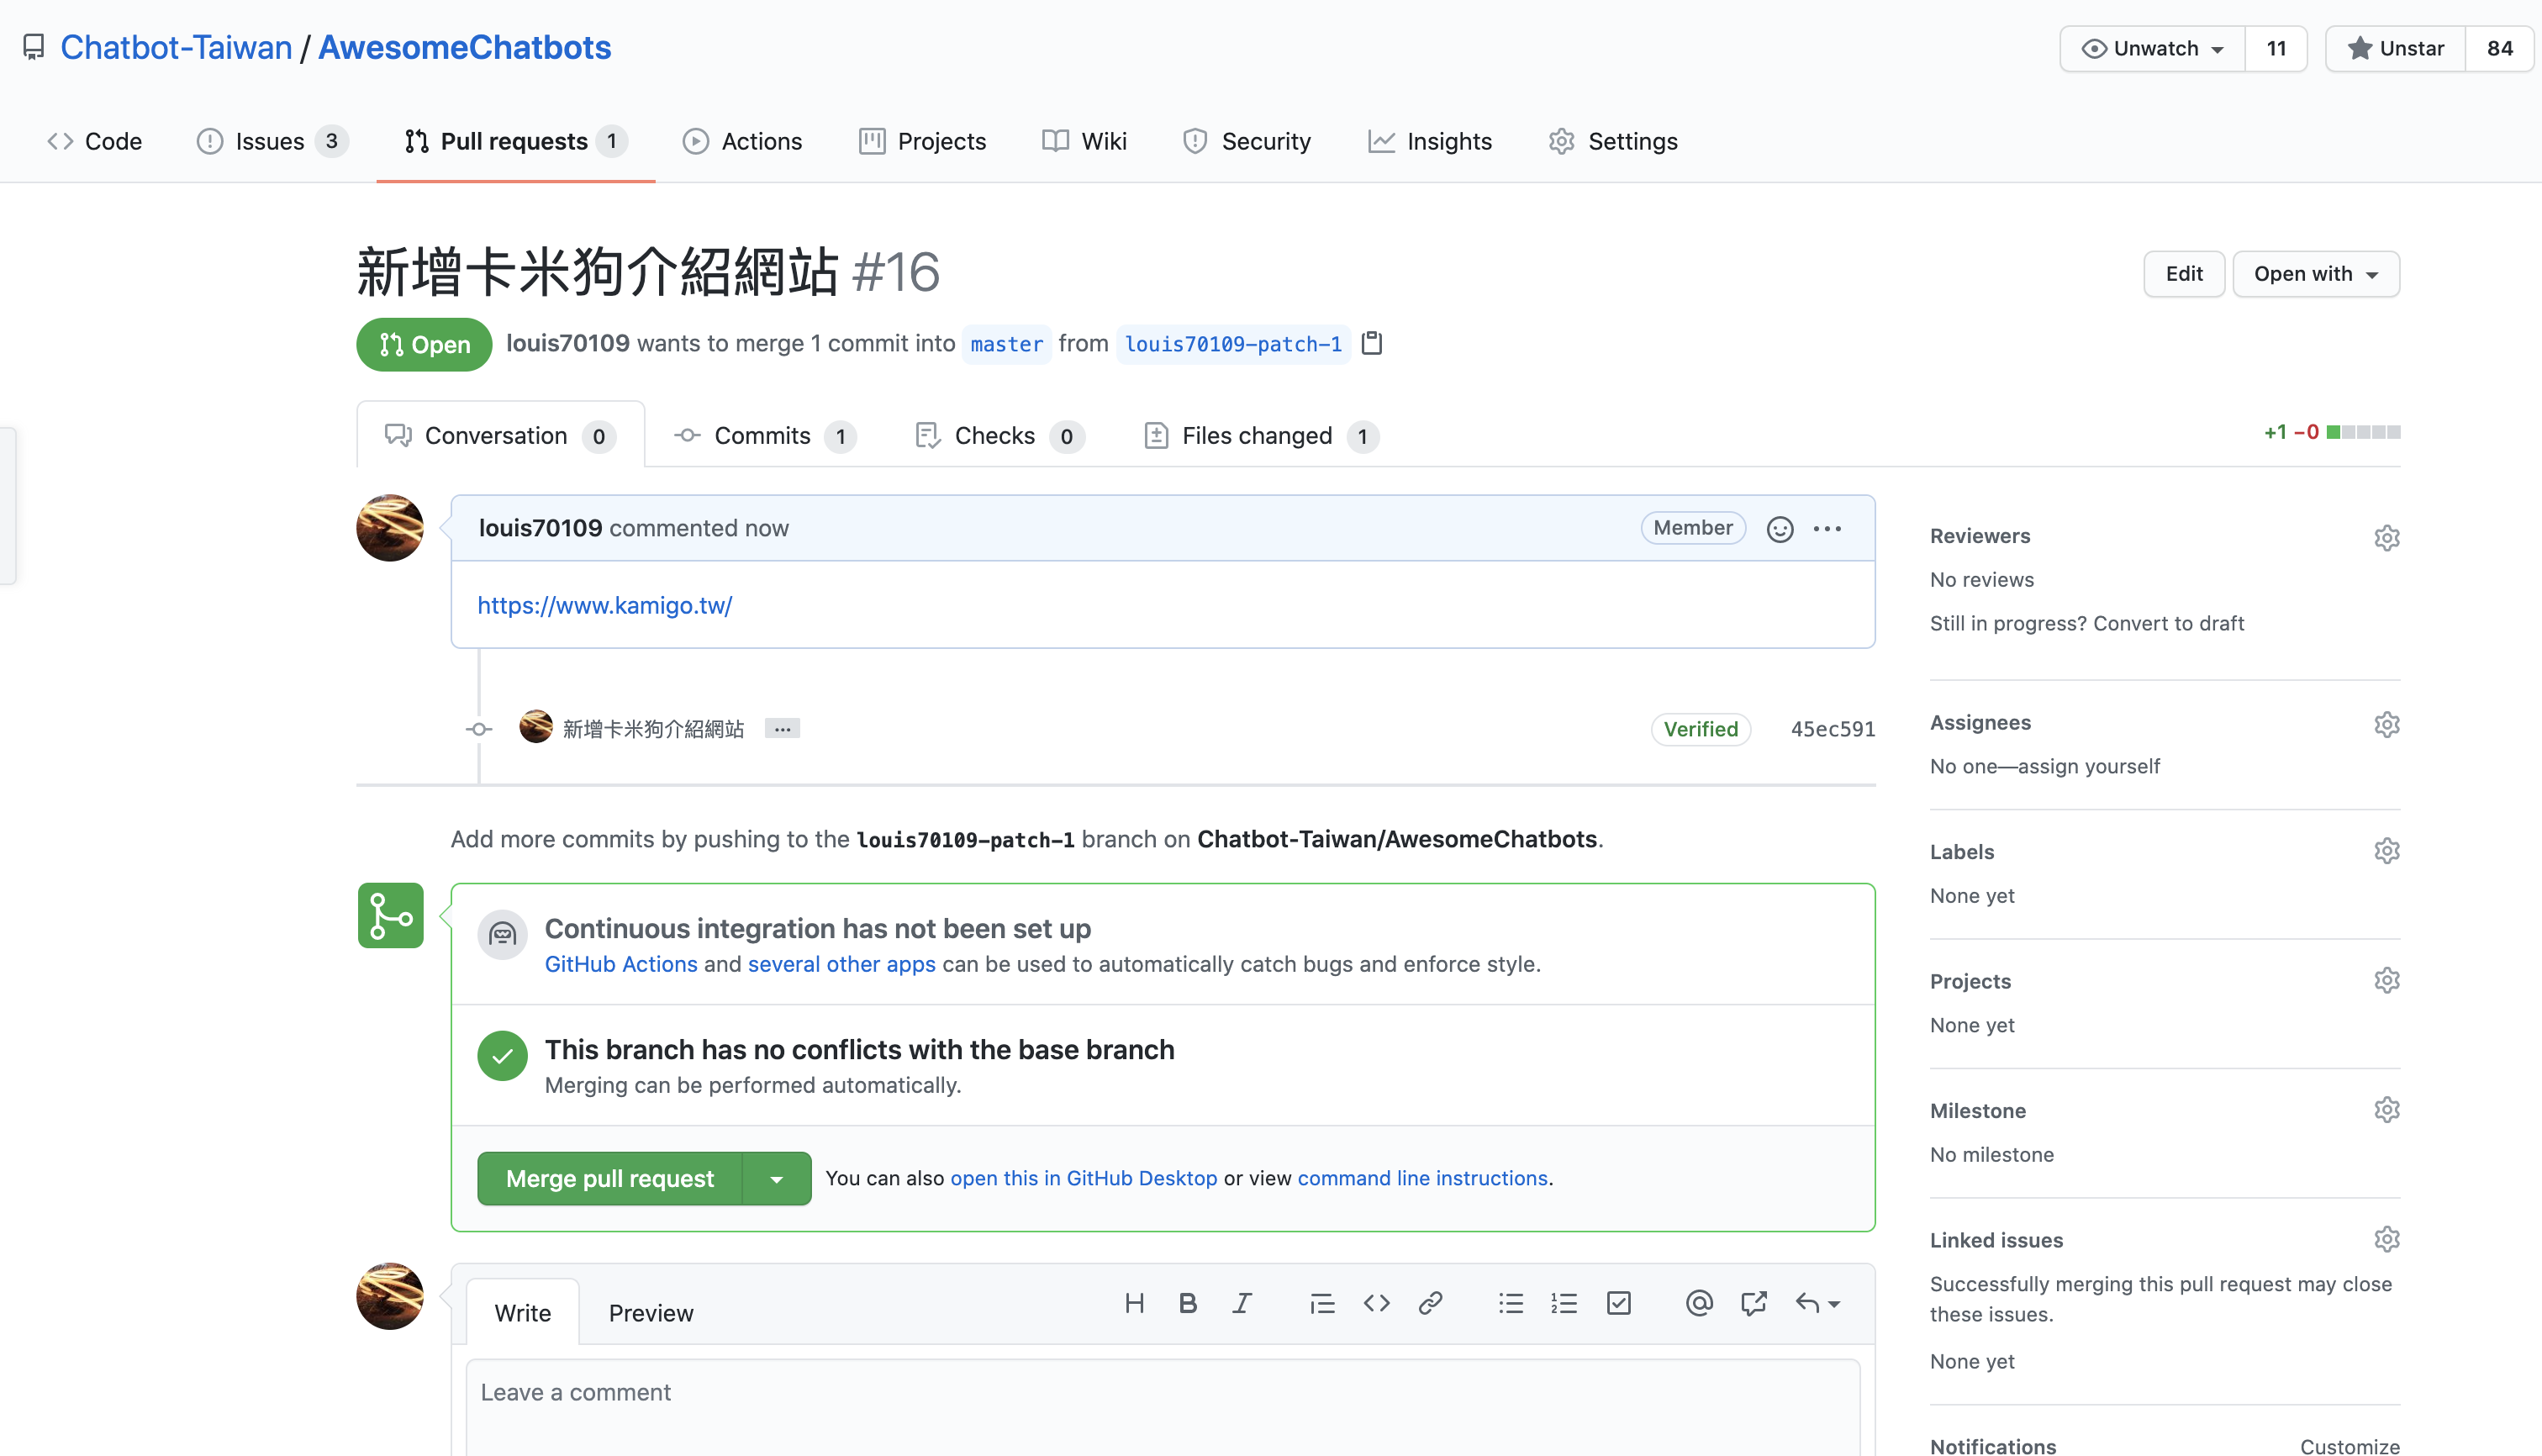 Chatbot-Taiwan / AwesomeChatbots
Unwatch 11 Unstar 84
Code Issues 3 Pull requests 1 Actions Projects Wiki Security Insights Settings
新增卡米狗介紹網站 #16
Edit Open with
Open louis70109 wants to merge 1 commit into master from louis70109-patch-1
Conversation 0 Commits 1 Checks 0 Files changed 1 +1 −0
louis70109 commented now Member
https://www.kamigo.tw/
新增卡米狗介紹網站 ... Verified 45ec591
Add more commits by pushing to the louis70109-patch-1 branch on Chatbot-Taiwan/AwesomeChatbots.
Continuous integration has not been set up
GitHub Actions and several other apps can be used to automatically catch bugs and enforce style.
This branch has no conflicts with the base branch
Merging can be performed automatically.
Merge pull request You can also open this in GitHub Desktop or view command line instructions.
Write Preview
Leave a comment
Reviewers
No reviews
Still in progress? Convert to draft
Assignees
No one—assign yourself
Labels
None yet
Projects
None yet
Milestone
No milestone
Linked issues
Successfully merging this pull request may close
these issues.
None yet
Notifications Customize